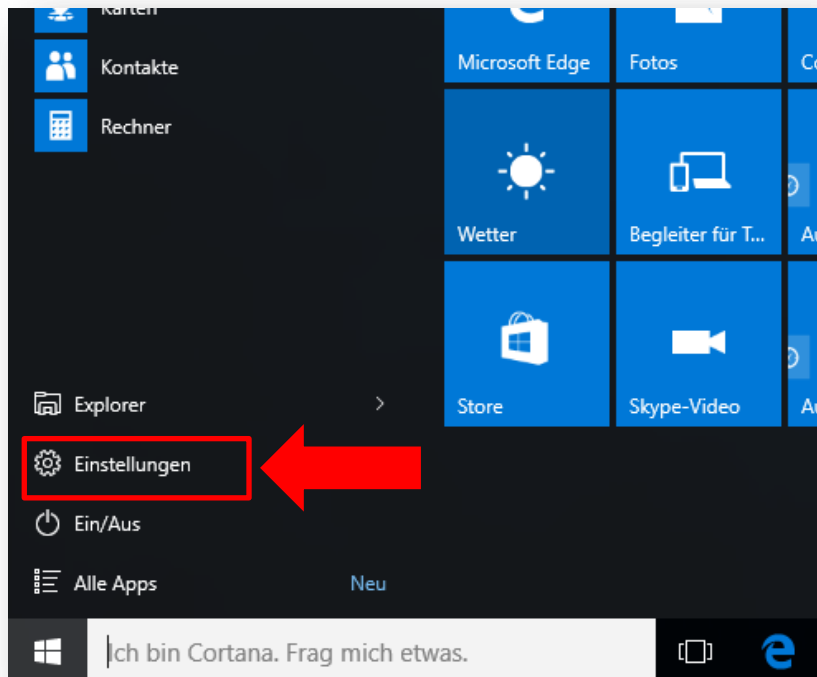 Karten
Kontakte
Rechner
Explorer
Einstellungen
Ein/Aus
Alle Apps Neu
Microsoft Edge Fotos
Wetter Begleiter für T...
Store Skype-Video
Ich bin Cortana. Frag mich etwas.